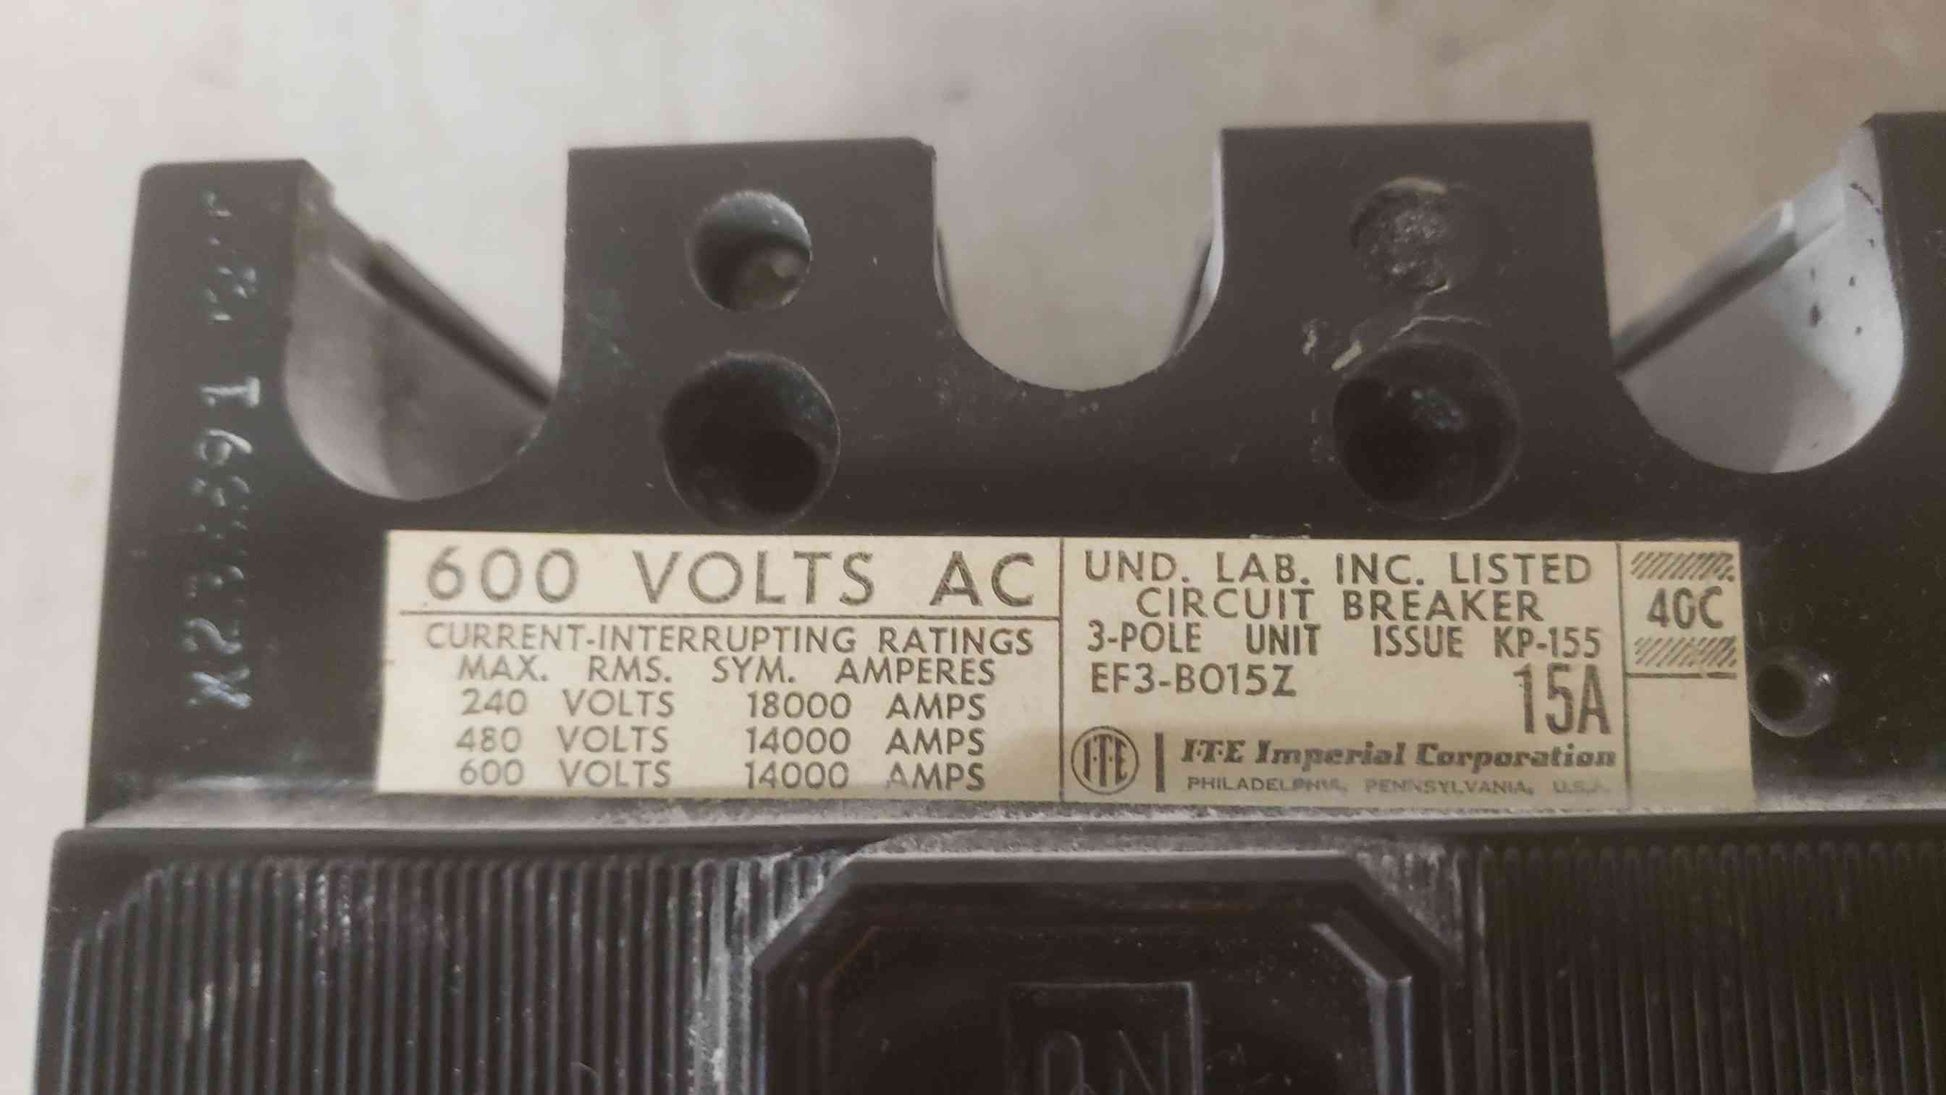 600 VOLTS AC
CURRENT-INTERRUPTING RATINGS
MAX. RMS. SYM. AMPERES
240 VOLTS 18000 AMPS
480 VOLTS 14000 AMPS
600 VOLTS 14000 AMPS
UND. LAB. INC. LISTED
CIRCUIT BREAKER
3-POLE UNIT ISSUE KP-155
EF3-B015Z
15A
I·T·E
I·T·E Imperial Corporation
PHILADELPHIA, PENNSYLVANIA, U.S.A.
40C
ON